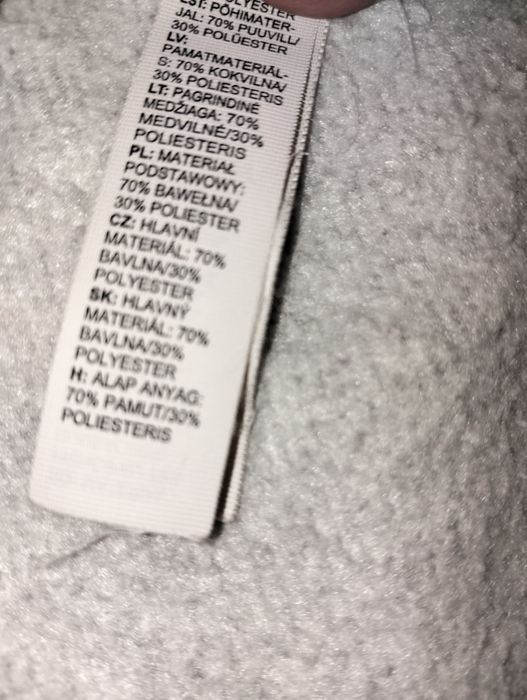 POLYESTER
EST: PÕHIMATER-
JAL: 70% PUUVILL/
30% POLÜESTER
LV:
PAMATMATERIĀL-
S: 70% KOKVILNA/
30% POLIESTERIS
LT: PAGRINDINĖ
MEDŽIAGA: 70%
MEDVILNĖ/30%
POLIESTERIS
PL: MATERIAŁ
PODSTAWOWY:
70% BAWEŁNA/
30% POLIESTER
CZ: HLAVNÍ
MATERIÁL: 70%
BAVLNA/30%
POLYESTER
SK: HLAVNÝ
MATERIÁL: 70%
BAVLNA/30%
POLYESTER
H: ALAP ANYAG:
70% PAMUT/30%
POLIESTERIS